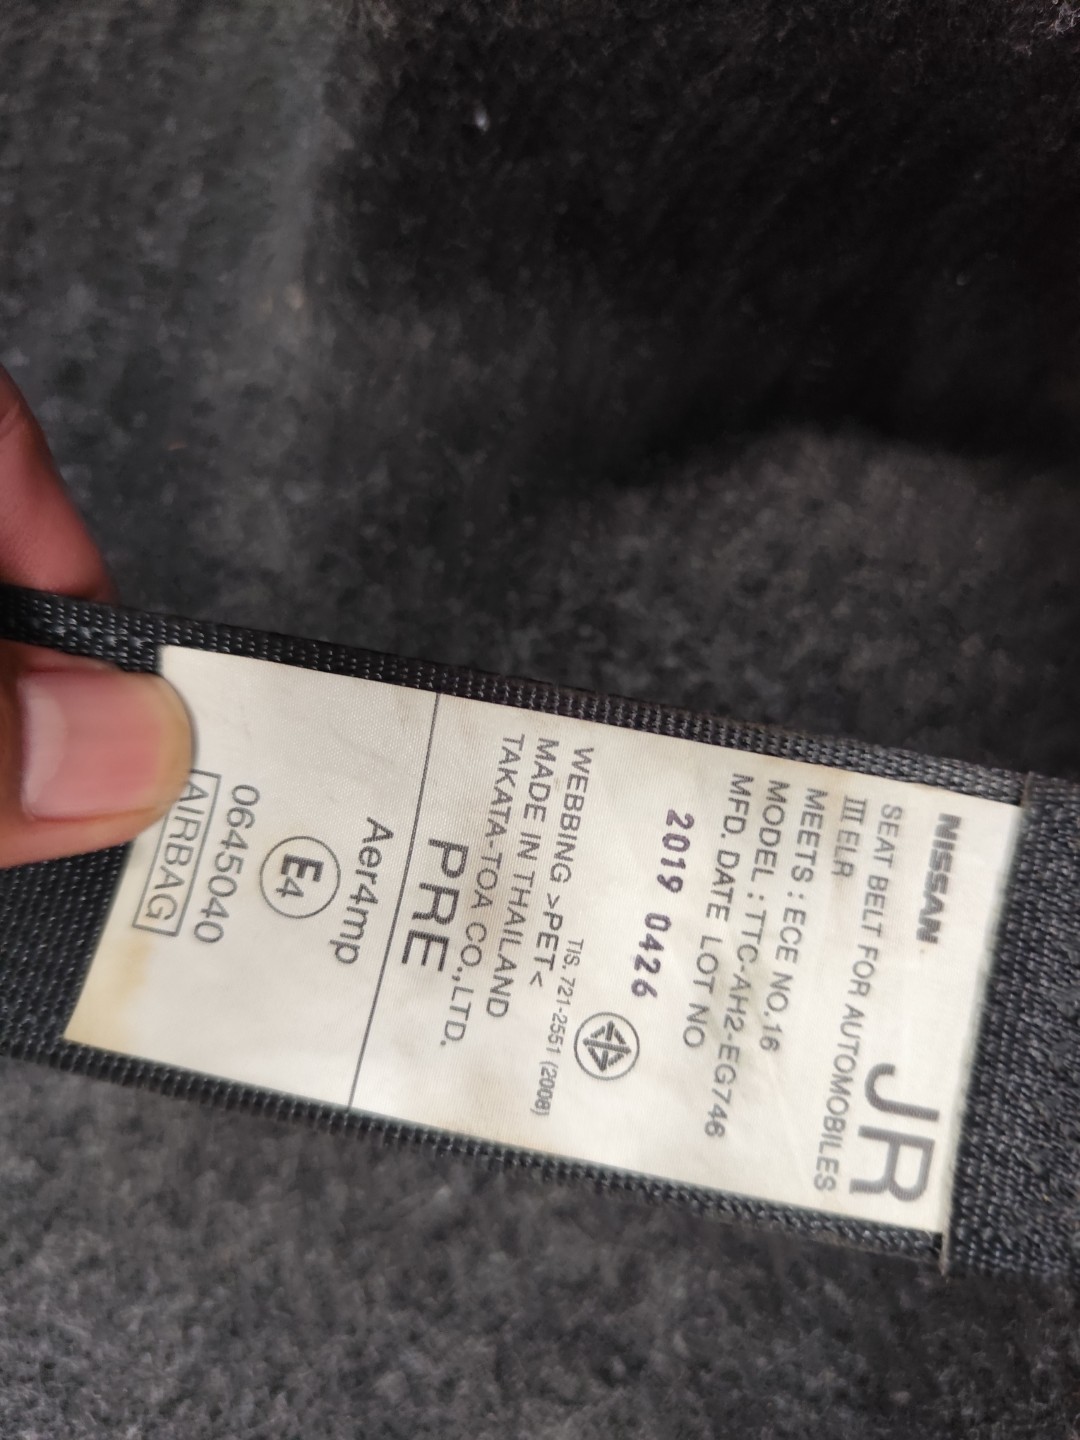 NISSAN
JR
SEAT BELT FOR AUTOMOBILES
III ELR
MEETS : ECE NO.16
MODEL : TTC-AH2-EG746
MFD. DATE LOT NO
2019 0426
TIS. 721-2551 (2008)
WEBBING >PET<
MADE IN THAILAND
TAKATA-TOA CO.,LTD.
PRE
Aer4mp
E4
0645040
AIRBAG